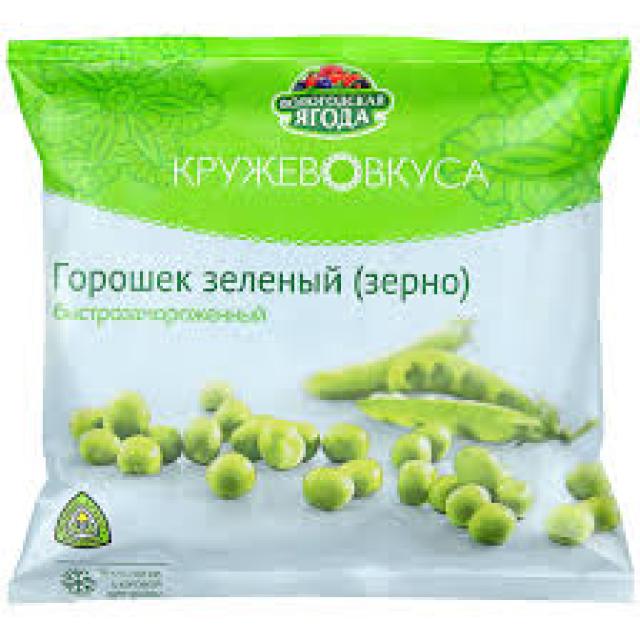 ВОЛОГОДСКАЯ
ЯГОДА
КРУЖЕВОВКУСА
Горошек зеленый (зерно)
быстрозамороженный